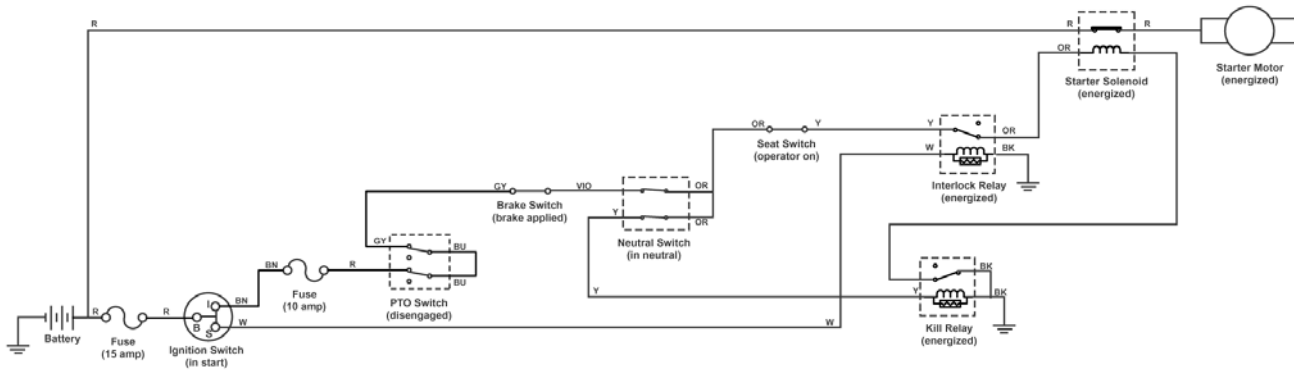 R
R
R
OR
Starter Solenoid
(energized)
Starter Motor
(energized)
OR
Y
Seat Switch
(operator on)
Y
OR
W
BK
Interlock Relay
(energized)
GY
VIO
Brake Switch
(brake applied)
OR
Y
OR
Neutral Switch
(in neutral)
GY
BU
BU
PTO Switch
(disengaged)
BN
R
Fuse
(10 amp)
BK
Y
Y
BK
Kill Relay
(energized)
R
R
I
BN
B
S
W
W
Battery
Fuse
(15 amp)
Ignition Switch
(in start)